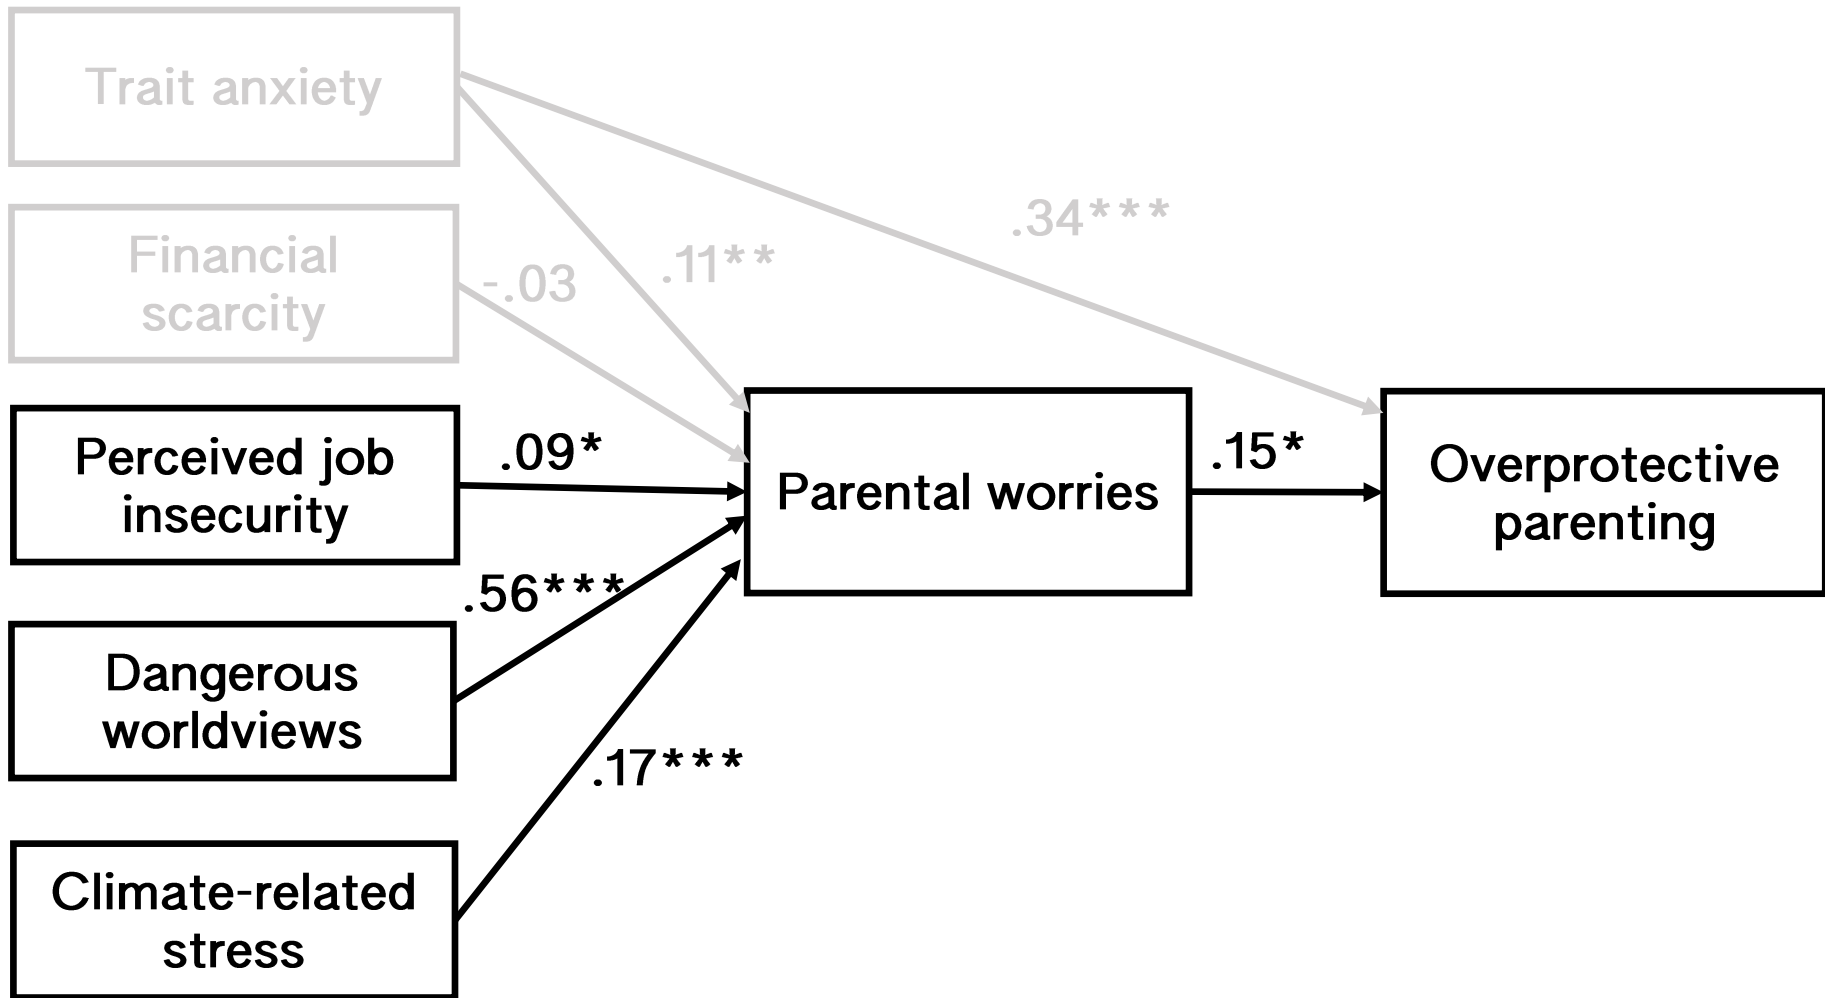 Trait anxiety
.34***
Financial
scarcity
-.03
.11**
Perceived job
insecurity
.09*
Parental worries
.15*
Overprotective
parenting
.56***
Dangerous
worldviews
.17***
Climate-related
stress